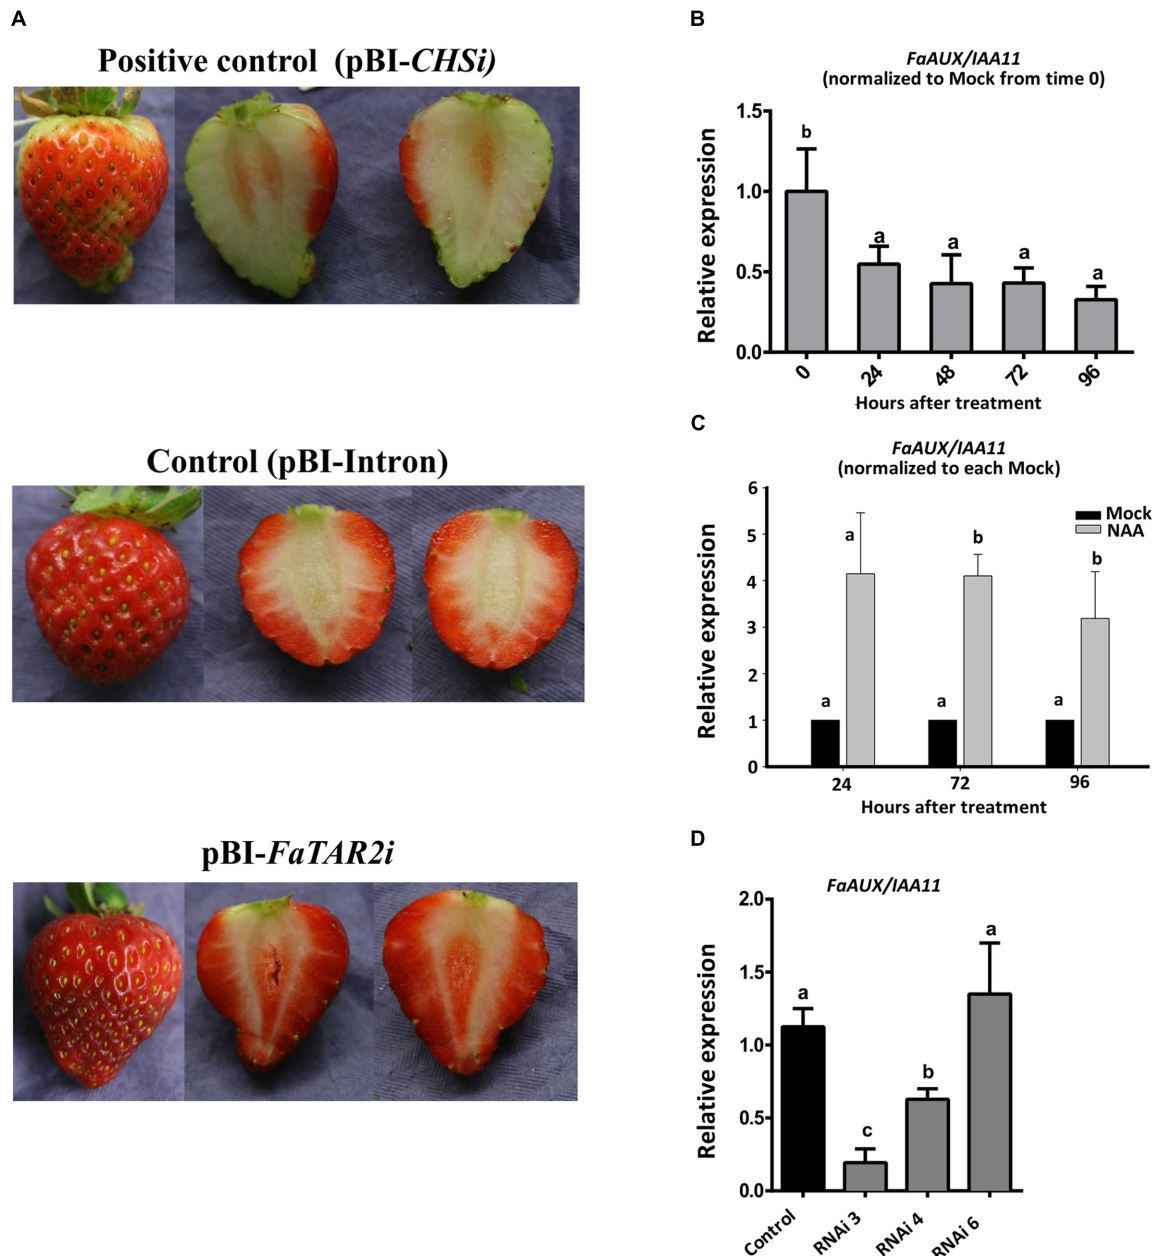 A
Positive control (pBI-CHSi)
Control (pBI-Intron)
pBI-FaTAR2i
B
FaAUX/IAA11
(normalized to Mock from time 0)
Relative expression
1.5
1.0
0.5
0.0
b
a
a
a
a
0
24
48
72
96
Hours after treatment
C
FaAUX/IAA11
(normalized to each Mock)
Relative expression
6
5
4
3
2
1
0
Mock
NAA
a
a
a
b
a
b
24
72
96
Hours after treatment
D
FaAUX/IAA11
Relative expression
2.0
1.5
1.0
0.5
0.0
a
c
b
a
Control
RNAi 3
RNAi 4
RNAi 6